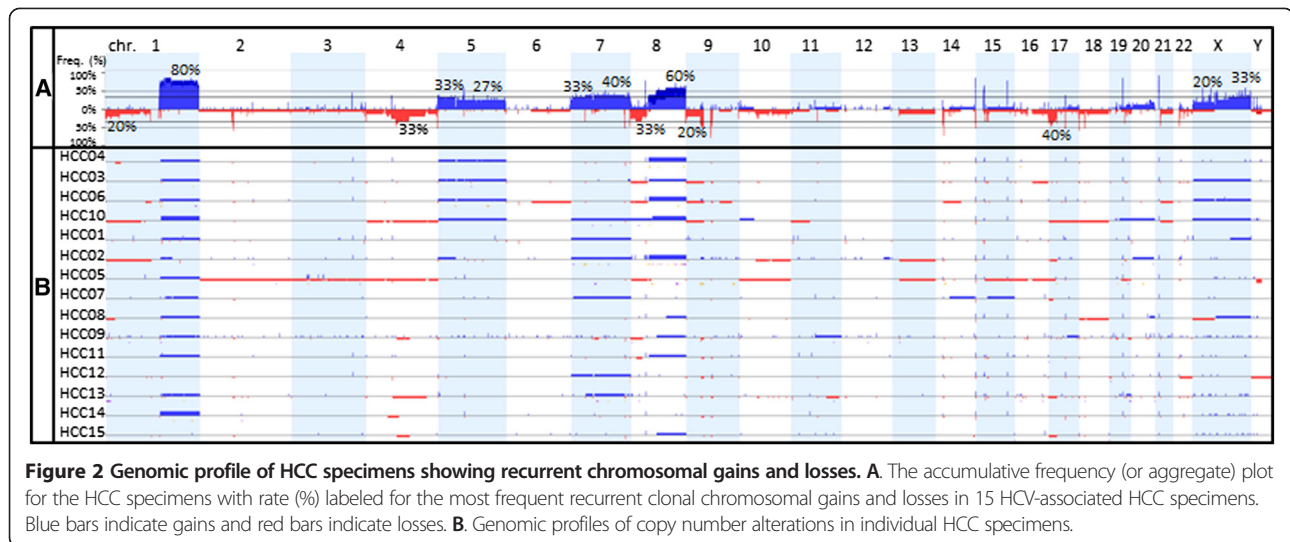 chr. 1 2 3 4 5 6 7 8 9 10 11 12 13 14 15 16 17 18 19 20 21 22 X Y
Freq. (%)
A
100%
50%
0%
50%
100%
80%
20%
33%
33%
27%
33%
40%
33%
60%
20%
40%
20%
33%
B
HCC04
HCC03
HCC06
HCC10
HCC01
HCC02
HCC05
HCC07
HCC08
HCC09
HCC11
HCC12
HCC13
HCC14
HCC15
Figure 2 Genomic profile of HCC specimens showing recurrent chromosomal gains and losses. A. The accumulative frequency (or aggregate) plot
for the HCC specimens with rate (%) labeled for the most frequent recurrent clonal chromosomal gains and losses in 15 HCV-associated HCC specimens.
Blue bars indicate gains and red bars indicate losses. B. Genomic profiles of copy number alterations in individual HCC specimens.